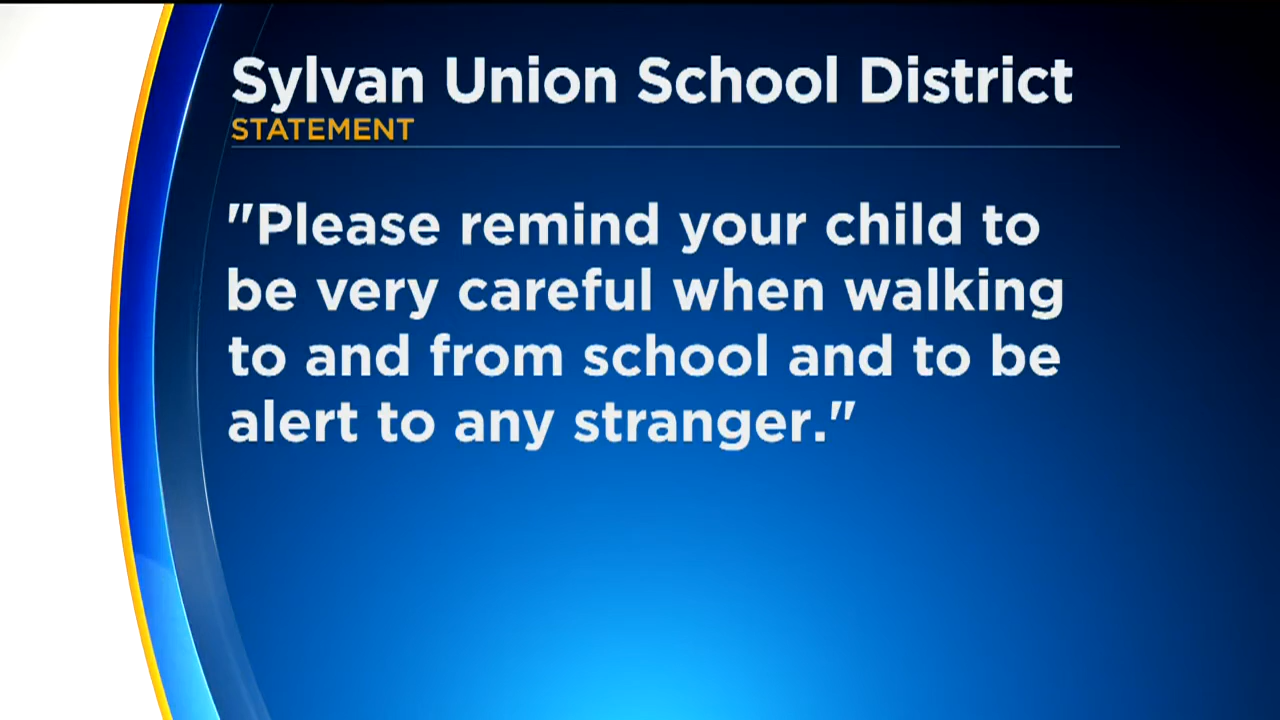 Sylvan Union School District
STATEMENT
"Please remind your child to
be very careful when walking
to and from school and to be
alert to any stranger."